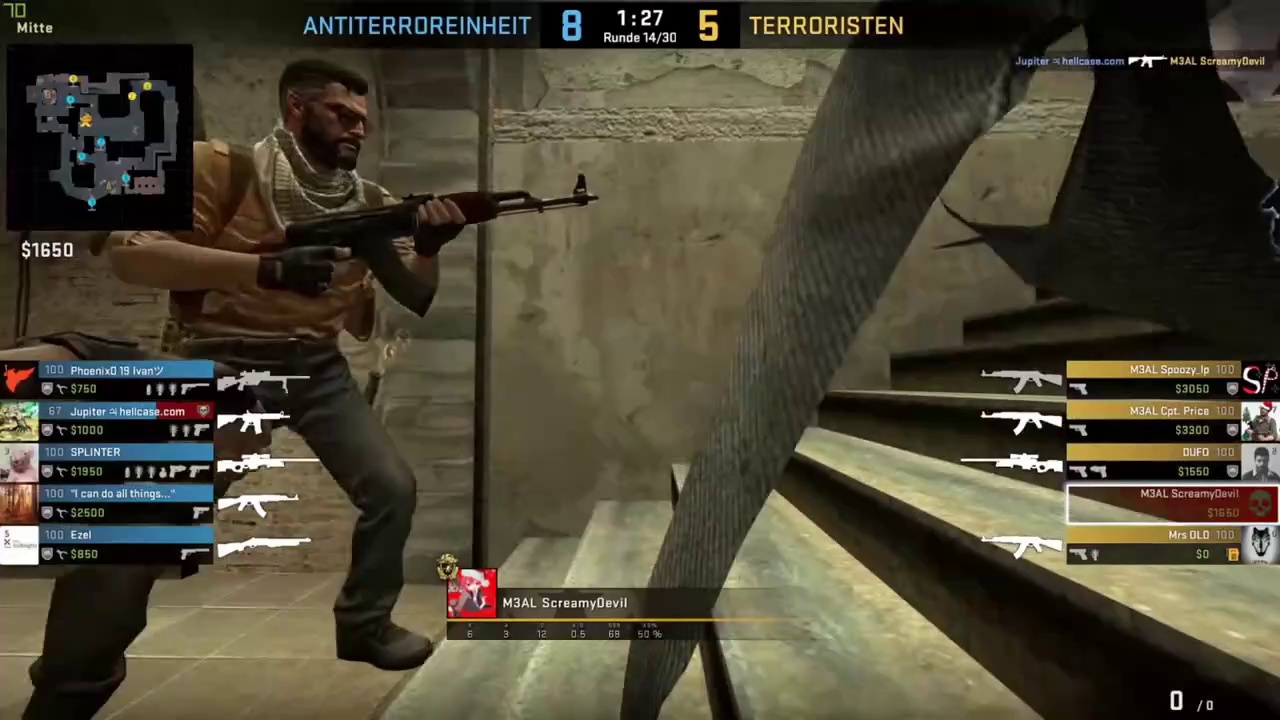 70
Mitte
ANTITERROREINHEIT 8 1:27 5 TERRORISTEN
Runde 14/30
Jupiter hellcase.com M3AL ScreamyDevil
$1650
100 PhoenixD 19 Ivanツ
$750
67 Jupiter hellcase.com
$1000
100 SPLINTER
$1950
100 "I can do all things..."
$2500
100 Ezel
$850
M3AL Spoozy_lp 100
$3050
M3AL Cpt. Price 100
$3300
DUFO 100
$1550
M3AL ScreamyDevil
$1650
Mrs OLD 100
$0
M3AL ScreamyDevil
6 3 12 0.5 68 50 %
0 / 0